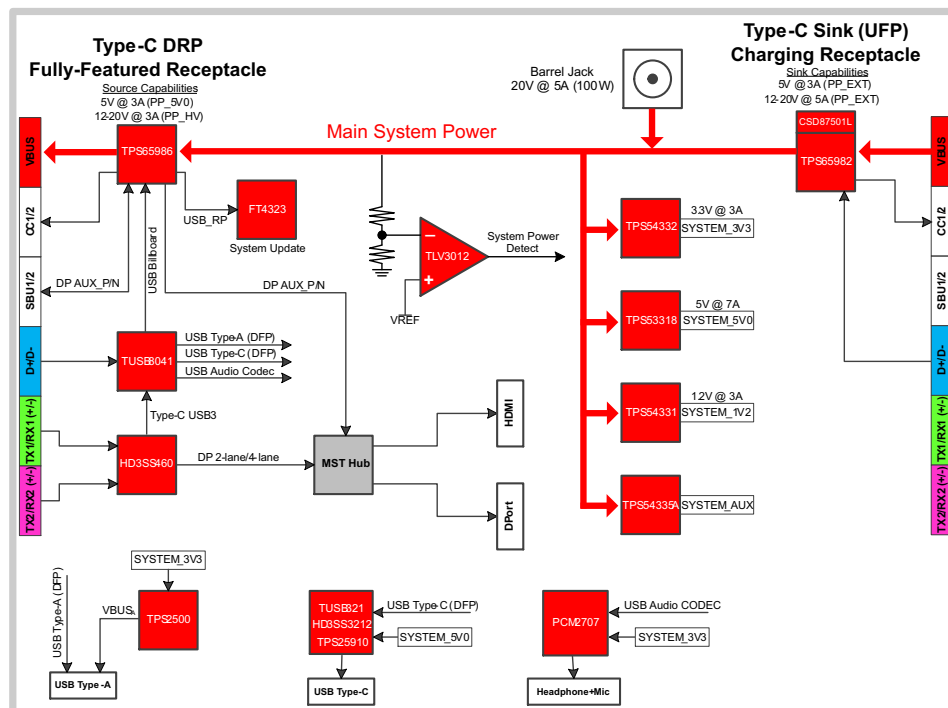 Type-C DRP
Fully-Featured Receptacle
Source Capabilities
5V @ 3A (PP_5V0)
12-20V @ 3A (PP_HV)
Barrel Jack
20V @ 5A (100W)
Type-C Sink (UFP)
Charging Receptacle
Sink Capabilities
5V @ 3A (PP_EXT)
12-20V @ 5A (PP_EXT)
Main System Power
CSD87501L
TPS65986
TPS65982
VBUS
VBUS
CC1/2
CC1/2
SBU1/2
SBU1/2
D+/D-
D+/D-
TX1/RX1 (+/-)
TX1/RX1 (+/-)
TX2/RX2 (+/-)
TX2/RX2 (+/-)
USB_RP
FT4323
System Update
USB Billboard
DP AUX_P/N
DP AUX_P/N
TLV3012
VREF
System Power
Detect
TPS54332
3.3V @ 3A
SYSTEM_3V3
TPS53318
5V @ 7A
SYSTEM_5V0
TPS54331
1.2V @ 3A
SYSTEM_1V2
TPS54335A
SYSTEM_AUX
TUSB8041
USB Type-A (DFP)
USB Type-C (DFP)
USB Audio Codec
Type-C USB3
HD3SS460
DP 2-lane/4-lane
MST Hub
HDMI
DPort
SYSTEM_3V3
USB Type-A (DFP)
VBUS
TPS2500
USB Type-A
TUSB321
HD3SS3212
TPS25910
USB Type-C (DFP)
SYSTEM_5V0
USB Type-C
PCM2707
USB Audio CODEC
SYSTEM_3V3
Headphone+Mic